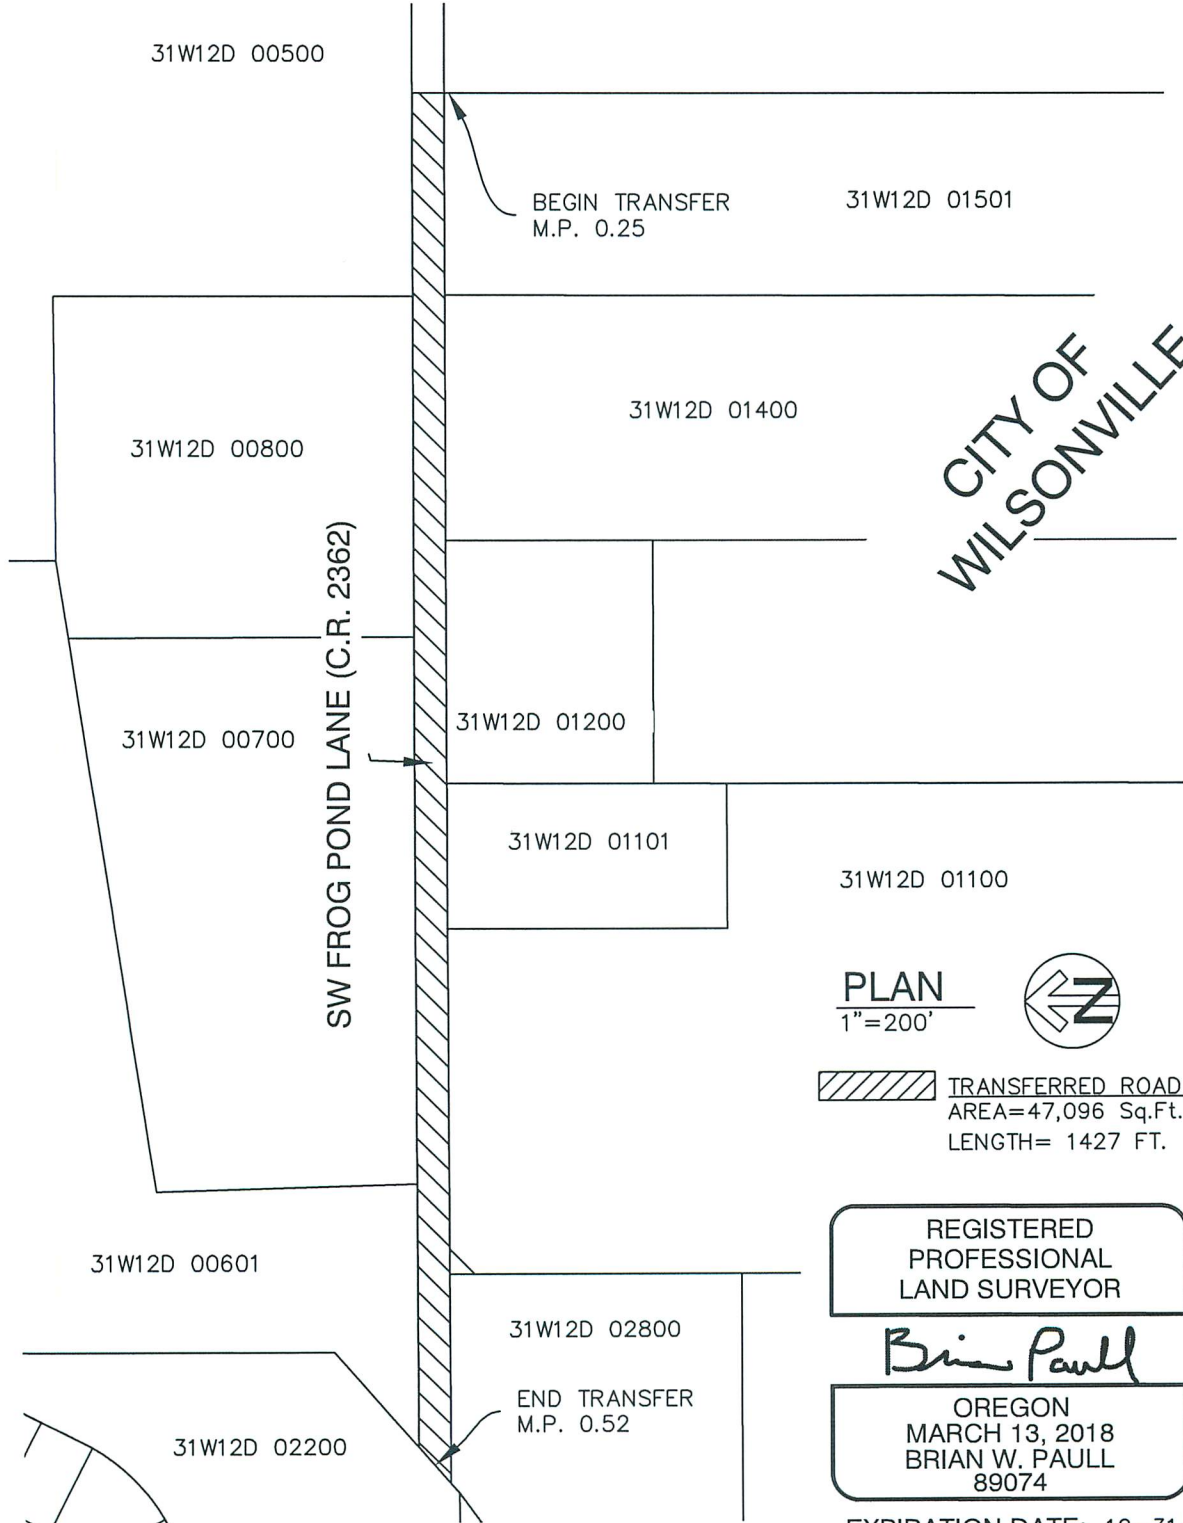 31W12D 00500
BEGIN TRANSFER
M.P. 0.25
31W12D 01501
CITY OF
WILSONVILLE
31W12D 01400
31W12D 00800
SW FROG POND LANE (C.R. 2362)
31W12D 00700
31W12D 01200
31W12D 01101
31W12D 01100
PLAN
1"=200'
N
TRANSFERRED ROAD
AREA=47,096 Sq.Ft.
LENGTH= 1427 FT.
31W12D 00601
REGISTERED
PROFESSIONAL
LAND SURVEYOR
Brian Paull
OREGON
MARCH 13, 2018
BRIAN W. PAULL
89074
31W12D 02800
END TRANSFER
M.P. 0.52
31W12D 02200
EXPIRATION DATE: